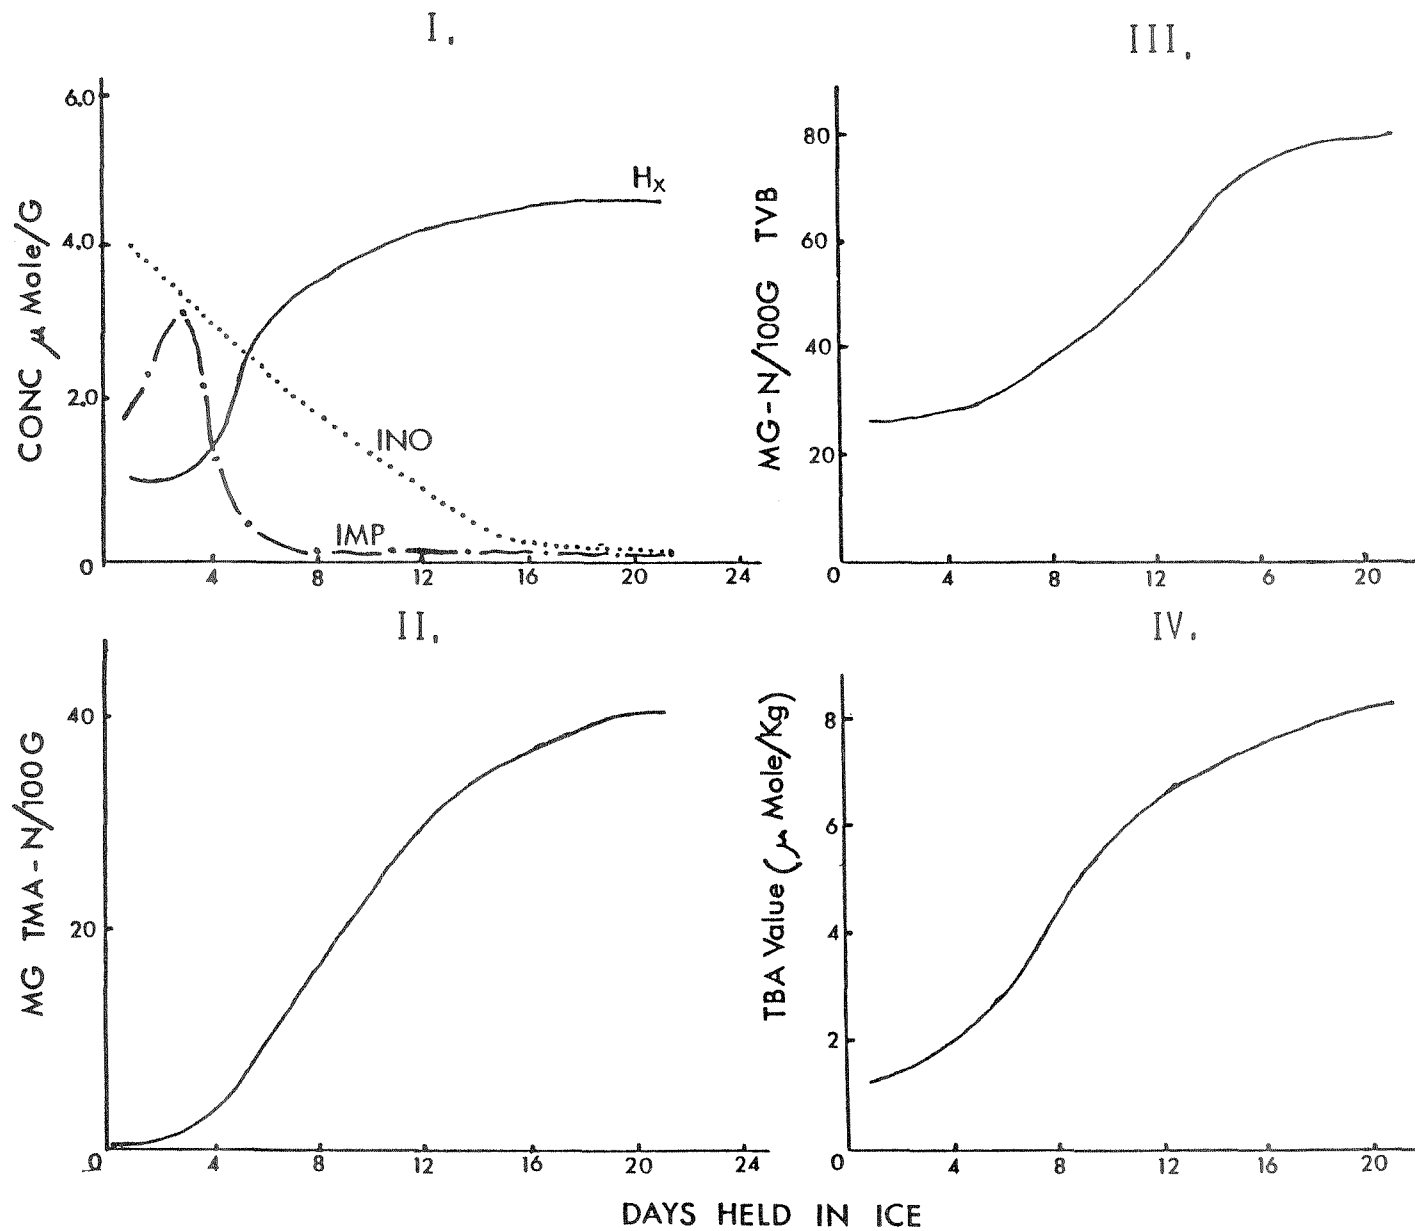 I.
6.0
4.0
2.0
0
CONC μ Mole/G
Hx
INO
IMP
4 8 12 16 20 24
III.
80
60
40
20
0
MG-N/100G TVB
4 8 12 6 20
II.
40
20
0
MG TMA-N/100G
4 8 12 16 20 24
IV.
8
6
4
2
0
TBA Value (μ Mole/Kg)
4 8 12 16 20
DAYS HELD IN ICE